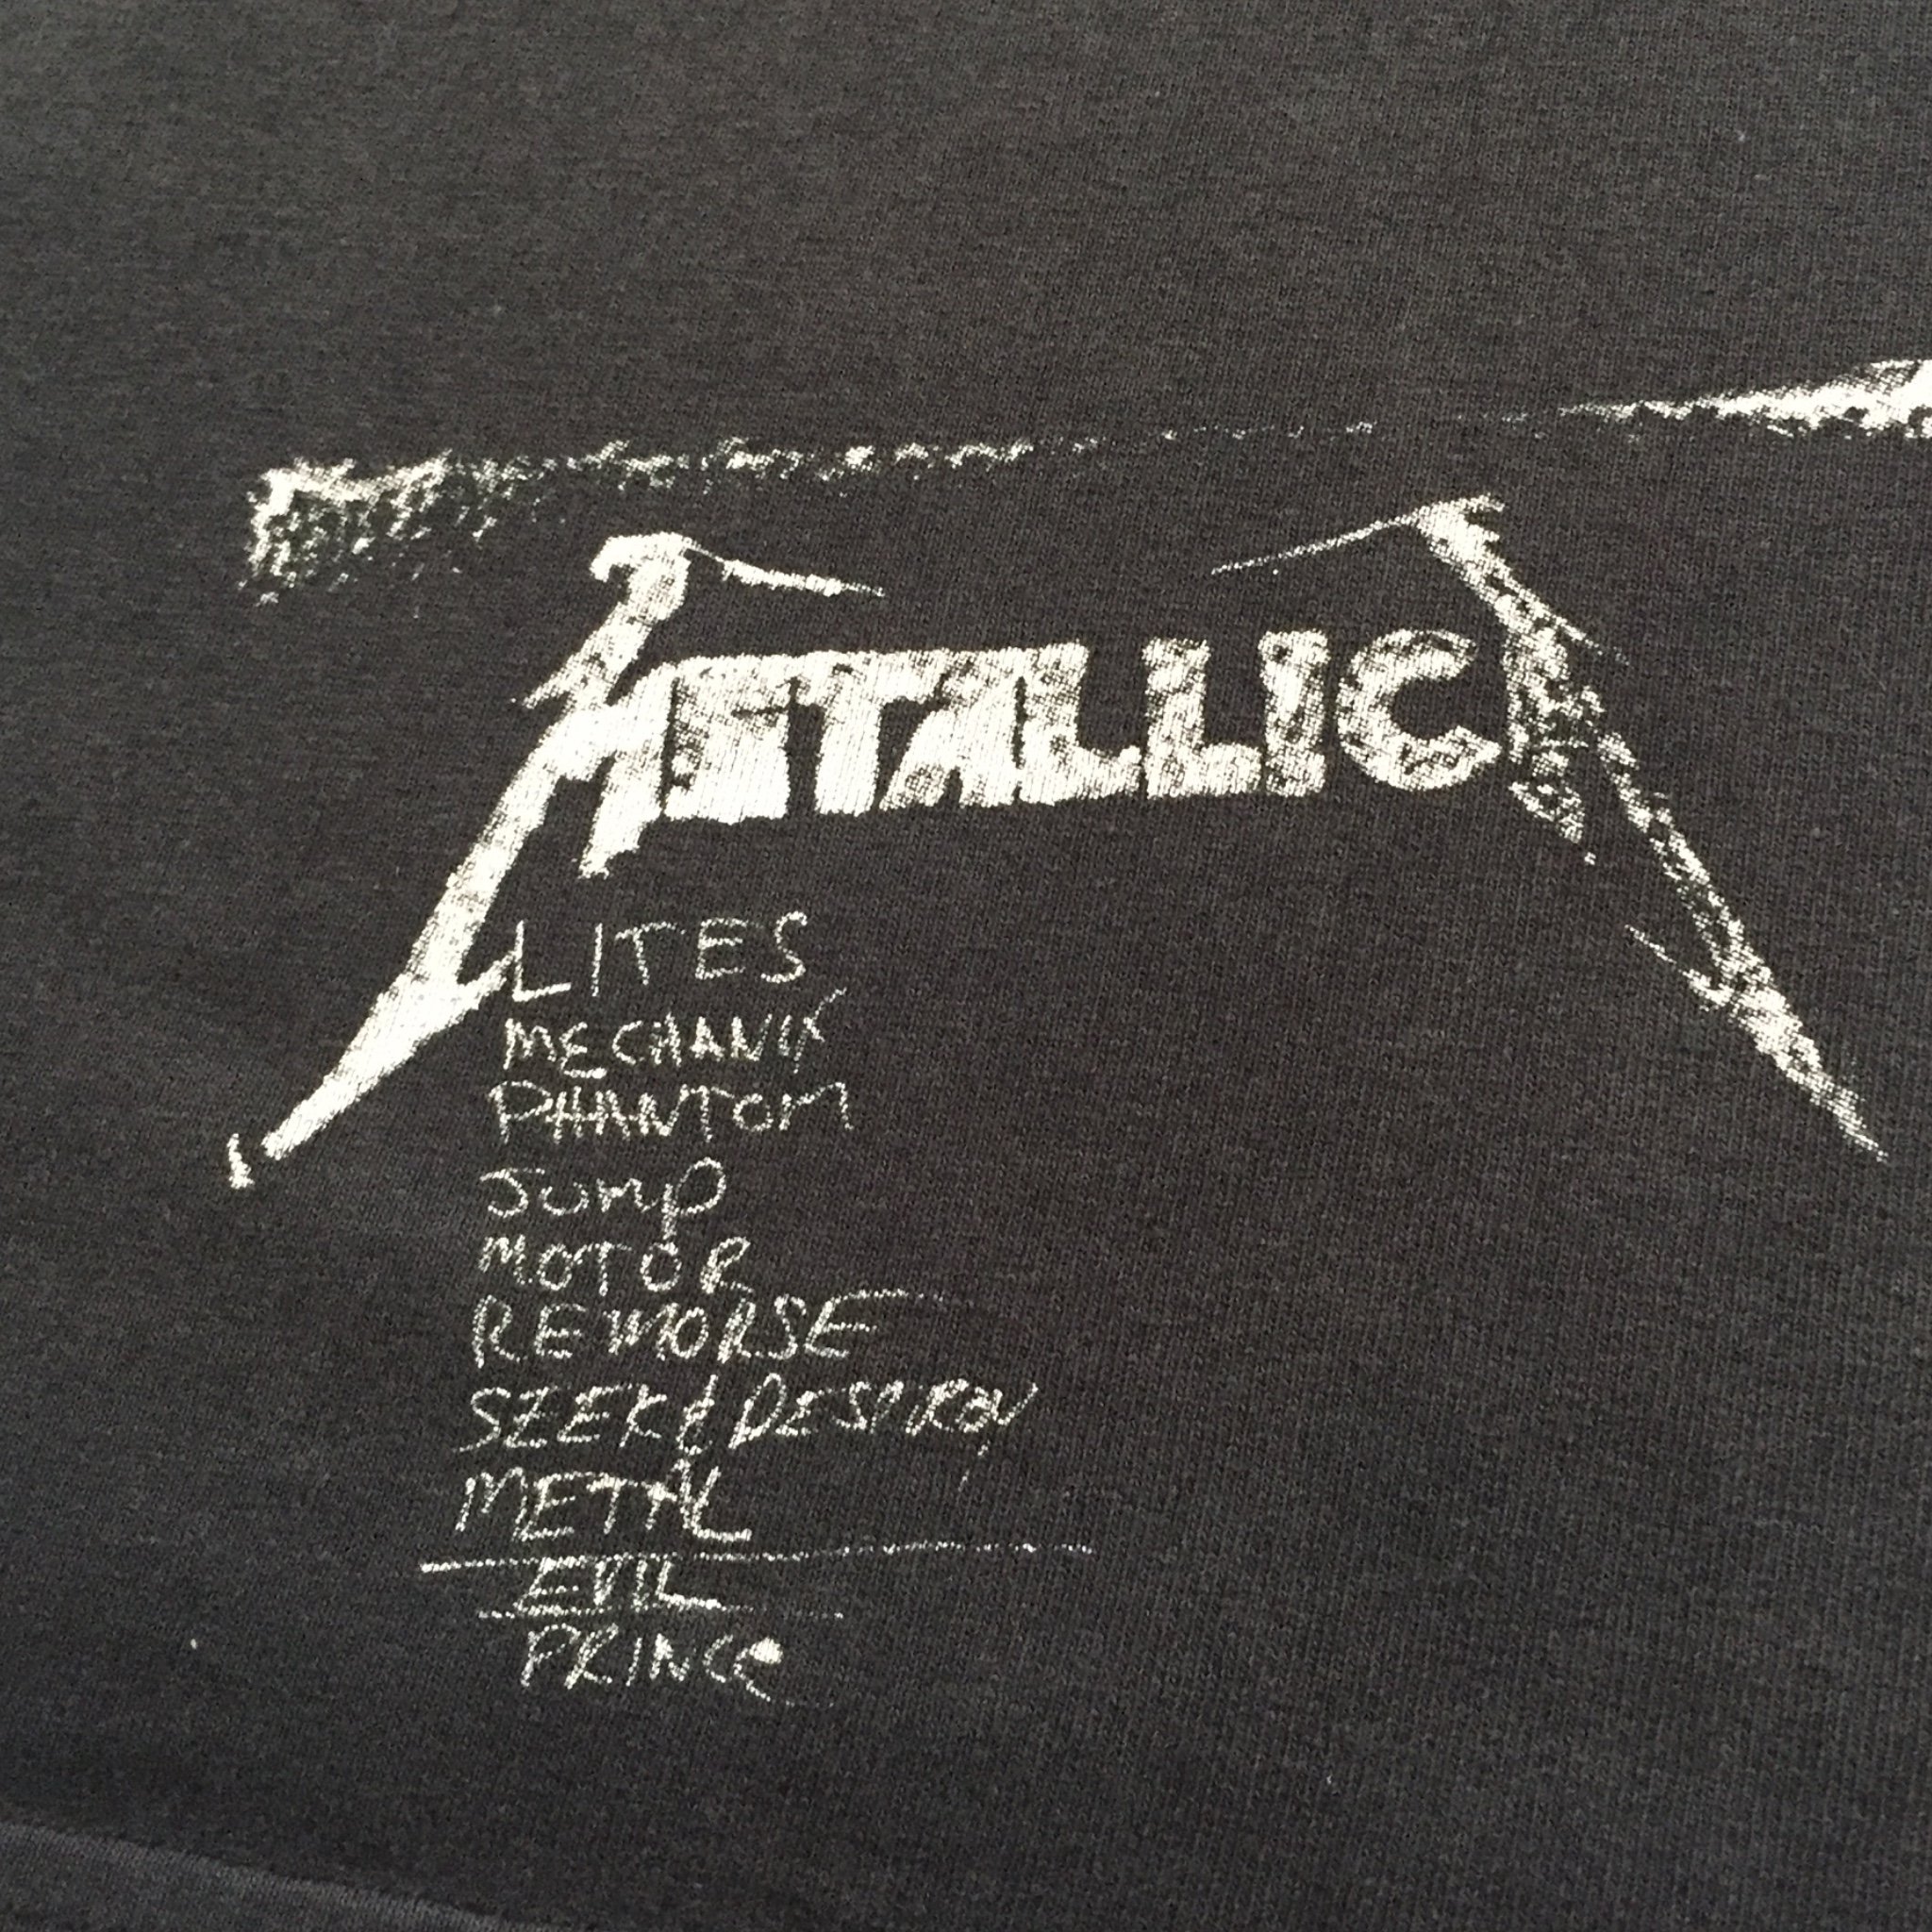 METALLICA
LITES
MECHANIX
PHANTOM
JUMP
MOTOR
REMORSE
SEEK & DESTROY
METAL
EVIL
PRINCE